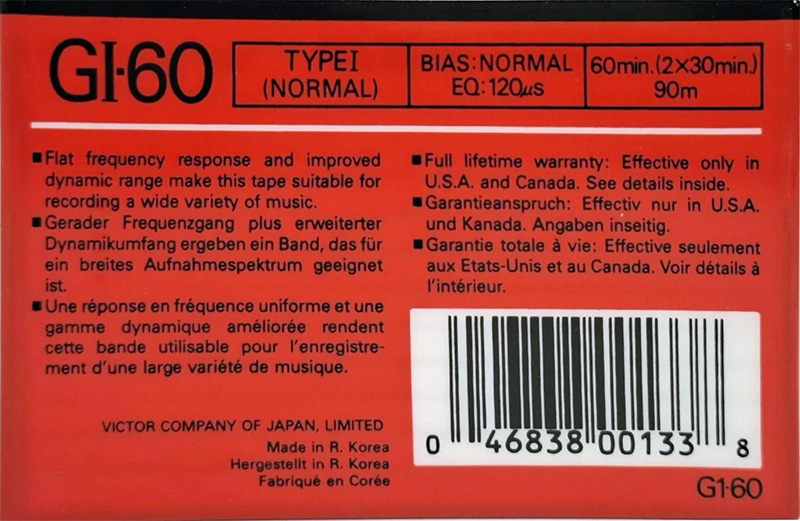 GI-60
TYPEI
(NORMAL)
BIAS:NORMAL
EQ:120µs
60min.(2×30min.)
90m
■Flat frequency response and improved
dynamic range make this tape suitable for
recording a wide variety of music.
■Gerader Frequenzgang plus erweiterter
Dynamikumfang ergeben ein Band, das für
ein breites Aufnahmespektrum geeignet
ist.
■Une réponse en fréquence uniforme et une
gamme dynamique améliorée rendent
cette bande utilisable pour l'enregistre-
ment d'une large variété de musique.
■Full lifetime warranty: Effective only in
U.S.A. and Canada. See details inside.
■Garantieanspruch: Effectiv nur in U.S.A.
und Kanada. Angaben inseitig.
■Garantie totale à vie: Effective seulement
aux Etats-Unis et au Canada. Voir détails à
l'intérieur.
VICTOR COMPANY OF JAPAN, LIMITED
Made in R. Korea
Hergestellt in R. Korea
Fabriqué en Corée
0 46838 00133 8
G1-60